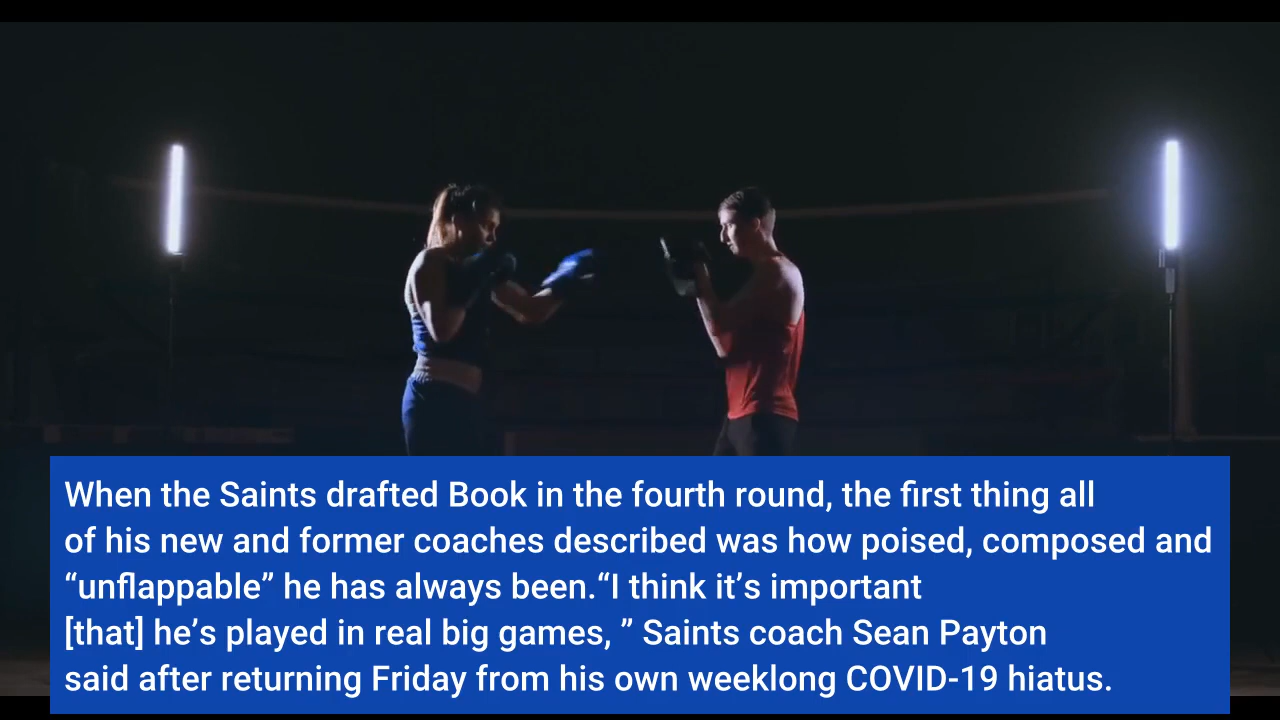 When the Saints drafted Book in the fourth round, the first thing all
of his new and former coaches described was how poised, composed and
“unflappable” he has always been.“I think it’s important
[that] he’s played in real big games, ” Saints coach Sean Payton
said after returning Friday from his own weeklong COVID-19 hiatus.